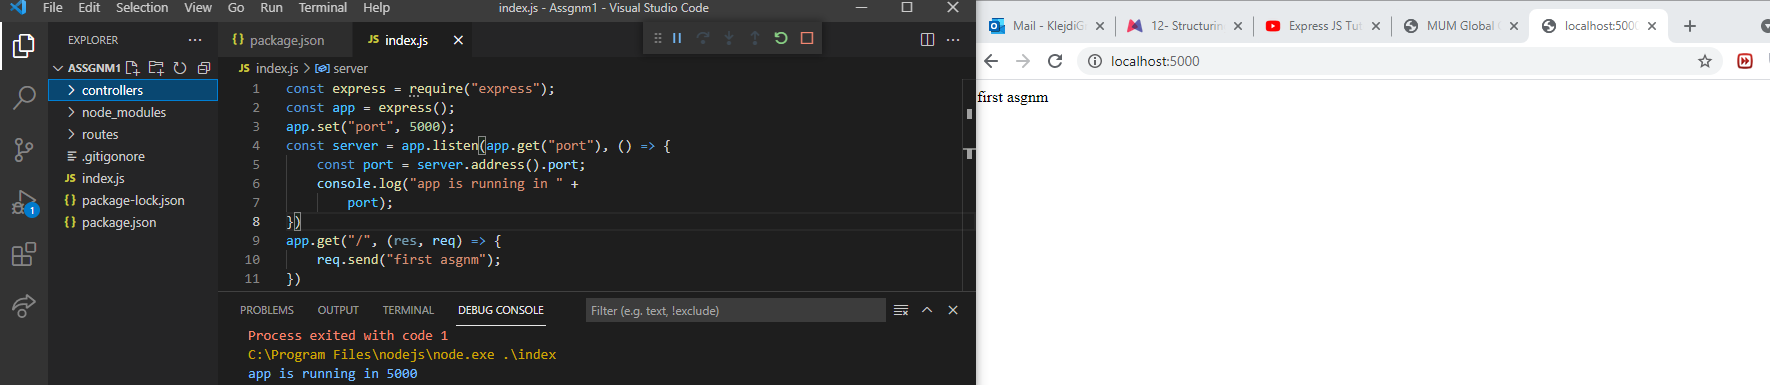 File Edit Selection View Go Run Terminal Help index.js - Assgnm1 - Visual Studio Code
EXPLORER
ASSGNM1
controllers
node_modules
routes
.gitigonore
JS index.js
{} package-lock.json
{} package.json
1
{} package.json JS index.js
JS index.js > server
1 const express = require("express");
2 const app = express();
3 app.set("port", 5000);
4 const server = app.listen(app.get("port"), () => {
5 const port = server.address().port;
6 console.log("app is running in " +
7 port);
8 })
9 app.get("/", (res, req) => {
10 req.send("first asgnm");
11 })
PROBLEMS OUTPUT TERMINAL DEBUG CONSOLE Filter (e.g. text, !exclude)
Process exited with code 1
C:\Program Files\nodejs\node.exe .\index
app is running in 5000
Mail - KlejdiG 12- Structurin Express JS Tut MUM Global localhost:5000
localhost:5000
first asgnm